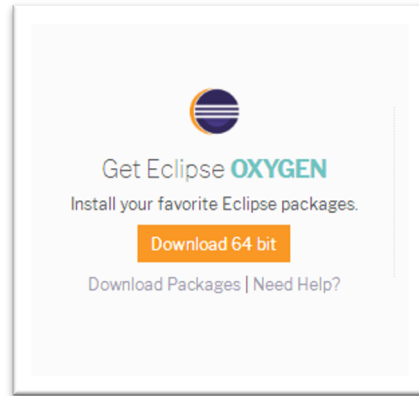 Get Eclipse OXYGEN
Install your favorite Eclipse packages.
Download 64 bit
Download Packages | Need Help?